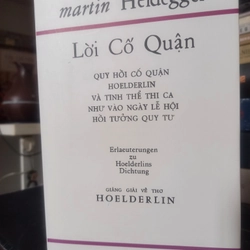 martin Heidegger
Lời Cố Quận
QUY HỒI CỐ QUẬN
HOELDERLIN
VÀ TINH THỂ THI CA
NHƯ VÀO NGÀY LỄ HỘI
HỒI TƯỞNG QUY TƯ
Erlaeuterungen
zu
Hoelderlins
Dichtung
GIẢNG GIẢI VỀ THƠ
HOELDERLIN